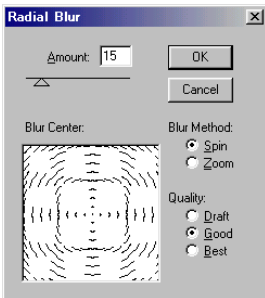 Radial Blur
Amount: 15
OK
Cancel
Blur Center:
Blur Method:
Spin
Zoom
Quality:
Draft
Good
Best